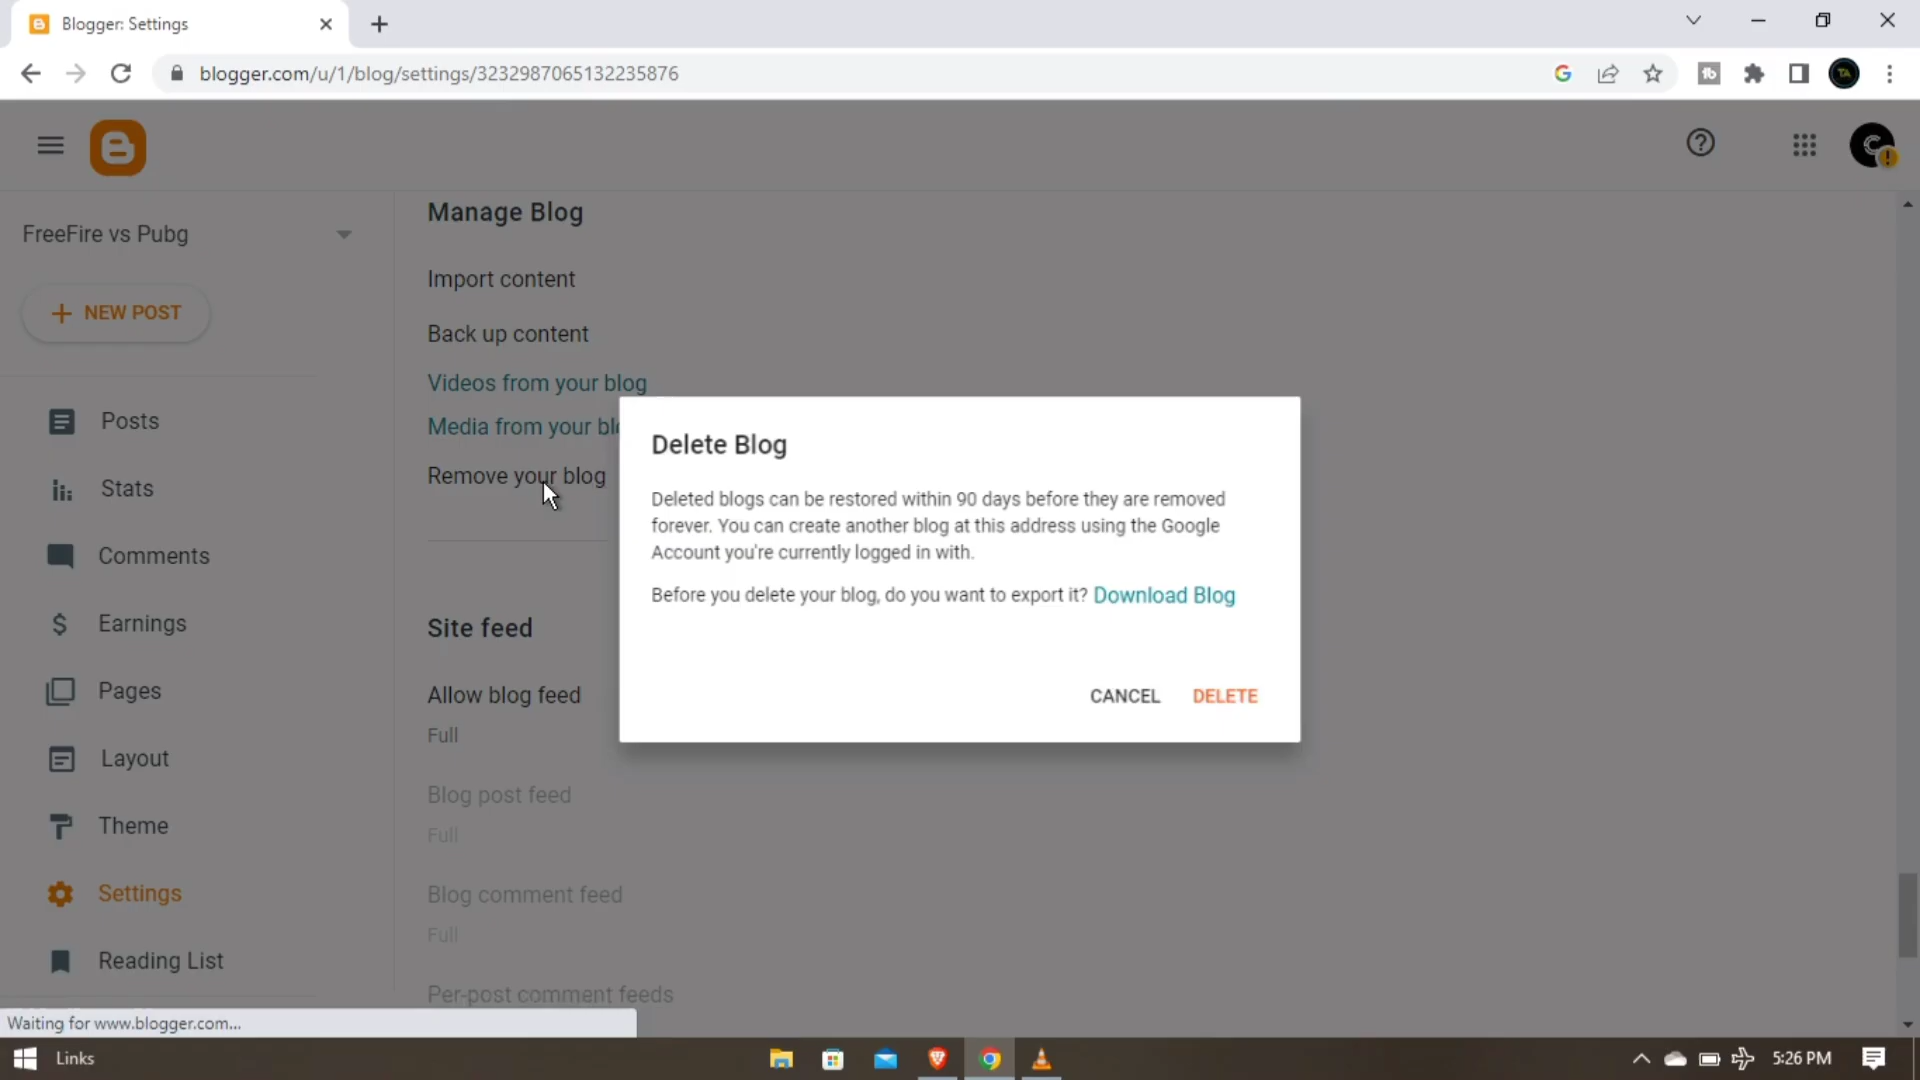 Blogger: Settings
blogger.com/u/1/blog/settings/3232987065132235876
FreeFire vs Pubg
NEW POST
Posts
Stats
Comments
Earnings
Pages
Layout
Theme
Settings
Reading List
Manage Blog
Import content
Back up content
Videos from your blog
Media from your blo
Remove your blog
Site feed
Allow blog feed
Full
Blog post feed
Full
Blog comment feed
Full
Per-post comment feeds
Delete Blog
Deleted blogs can be restored within 90 days before they are removed
forever. You can create another blog at this address using the Google
Account you're currently logged in with.
Before you delete your blog, do you want to export it? Download Blog
CANCEL DELETE
Waiting for www.blogger.com...
Links
5:26 PM